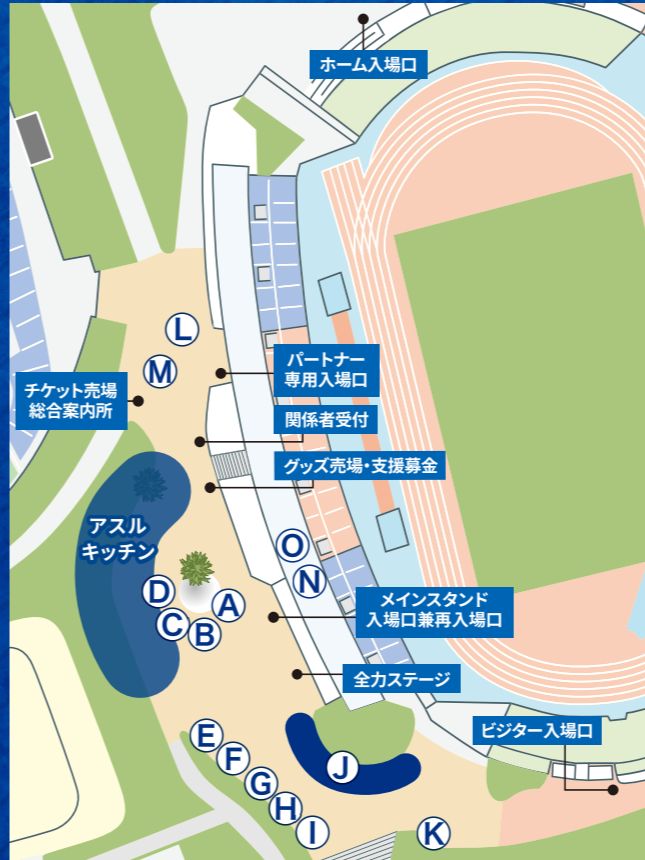 ホーム入場口
L
パートナー
専用入場口
M
チケット売場
総合案内所
関係者受付
グッズ売場・支援募金
アスル
キッチン
O
N
D
A
C
B
メインスタンド
入場口兼再入場口
全力ステージ
ビジター入場口
E
F
J
G
H
I
K